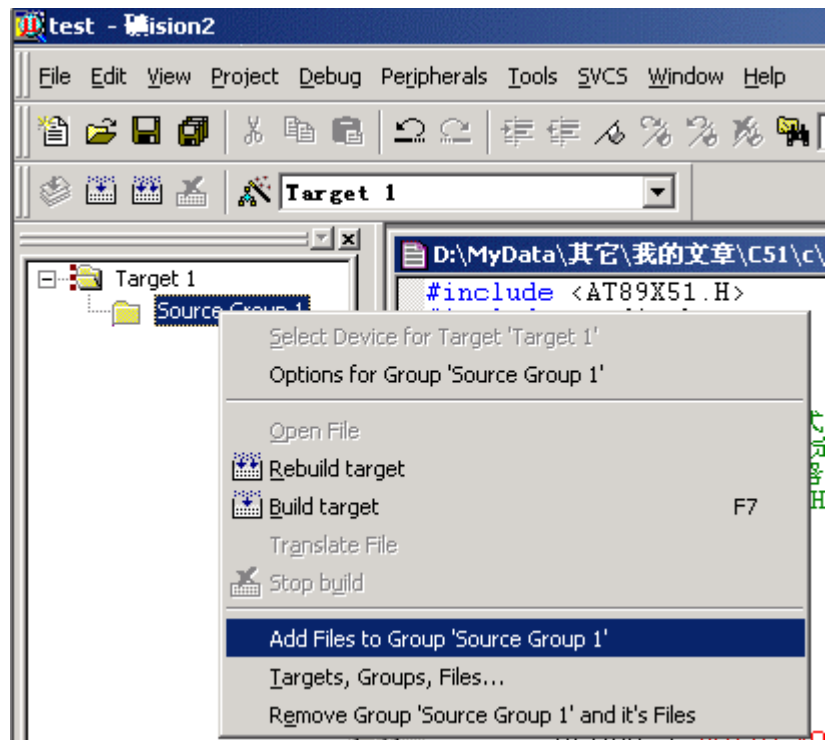 test - ision2
File Edit View Project Debug Peripherals Tools SVCS Window Help
Target 1
D:\MyData\其它\我的文章\C51\c\
Target 1
#include <AT89X51.H>
Source Group 1
Select Device for Target 'Target 1'
Options for Group 'Source Group 1'
Open File
Rebuild target
Build target F7
Translate File
Stop build
Add Files to Group 'Source Group 1'
Targets, Groups, Files...
Remove Group 'Source Group 1' and it's Files